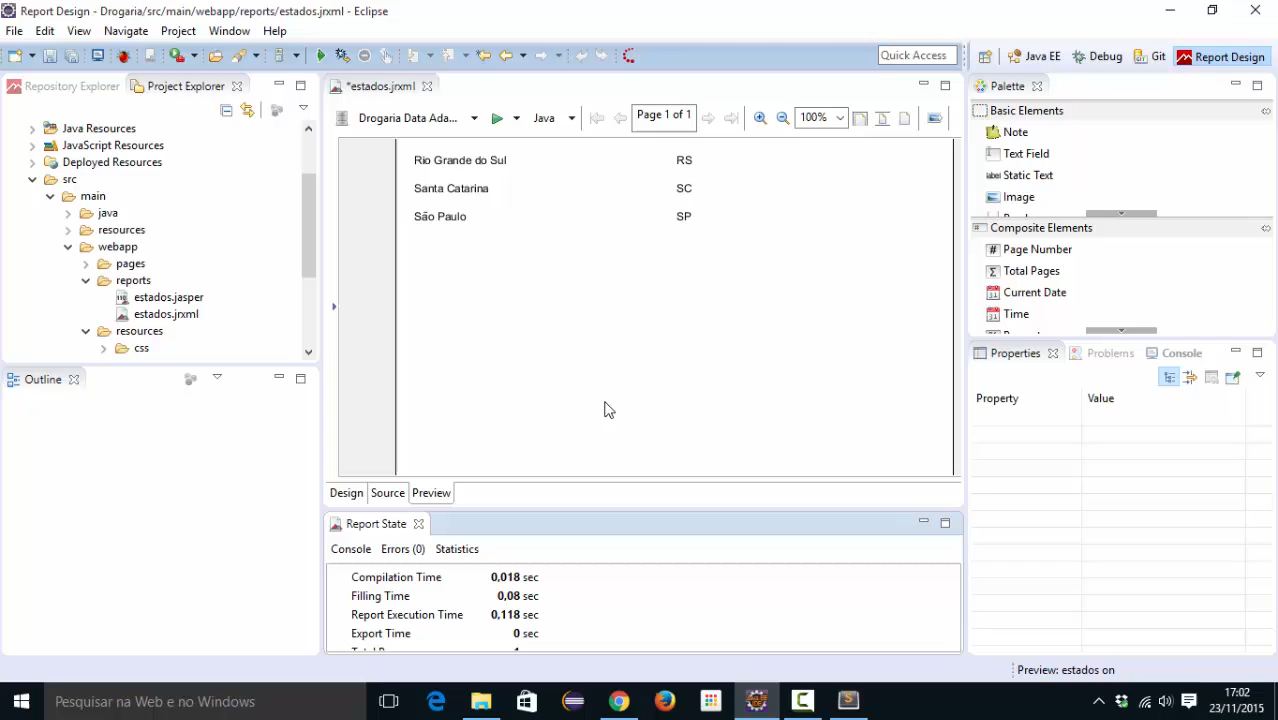 Report Design - Drogaria/src/main/webapp/reports/estados.jrxml - Eclipse
File Edit View Navigate Project Run Window Help
Quick Access
Java EE Debug Git Report Design
Repository Explorer Project Explorer
*estados.jrxml
Palette
Drogaria Data Ada... Java Page 1 of 1 100%
Basic Elements
Note
Text Field
label Static Text
Image
Composite Elements
# Page Number
Σ Total Pages
Current Date
Time
Java Resources
JavaScript Resources
Deployed Resources
src
main
java
resources
webapp
pages
reports
estados.jasper
estados.jrxml
resources
css
Rio Grande do Sul RS
Santa Catarina SC
São Paulo SP
Outline
Properties Problems Console
Property Value
Design Source Preview
Report State
Console Errors (0) Statistics
Compilation Time 0,018 sec
Filling Time 0,08 sec
Report Execution Time 0,118 sec
Export Time 0 sec
Preview: estados on
Pesquisar na Web e no Windows
17:02
23/11/2015